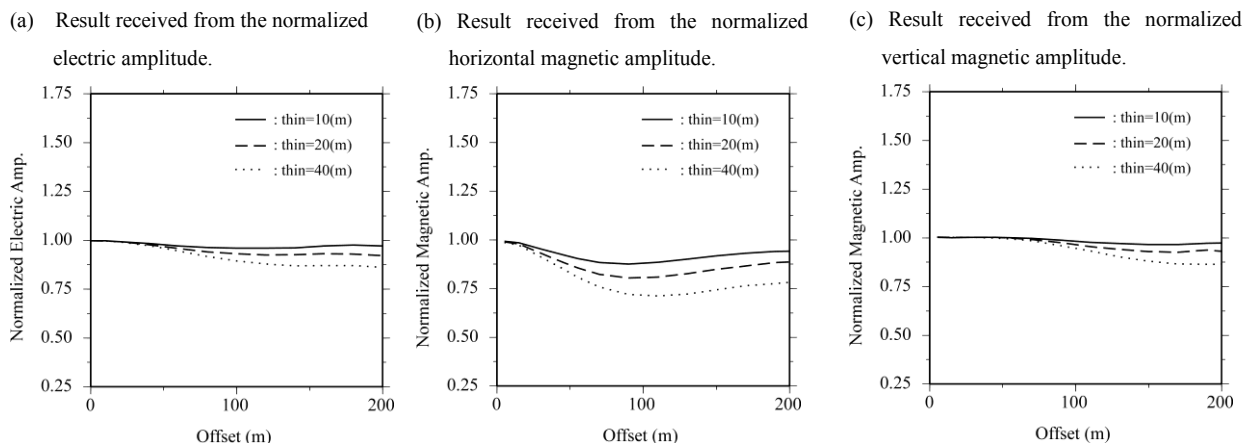 (a) Result received from the normalized
electric amplitude.
1.75
1.50
1.25
1.00
0.75
0.50
0.25
Normalized Electric Amp.
: thin=10(m)
: thin=20(m)
: thin=40(m)
0 100 200
Offset (m)
(b) Result received from the normalized
horizontal magnetic amplitude.
1.75
1.50
1.25
1.00
0.75
0.50
0.25
Normalized Magnetic Amp.
: thin=10(m)
: thin=20(m)
: thin=40(m)
0 100 200
Offset (m)
(c) Result received from the normalized
vertical magnetic amplitude.
1.75
1.50
1.25
1.00
0.75
0.50
0.25
Normalized Magnetic Amp.
: thin=10(m)
: thin=20(m)
: thin=40(m)
0 100 200
Offset (m)